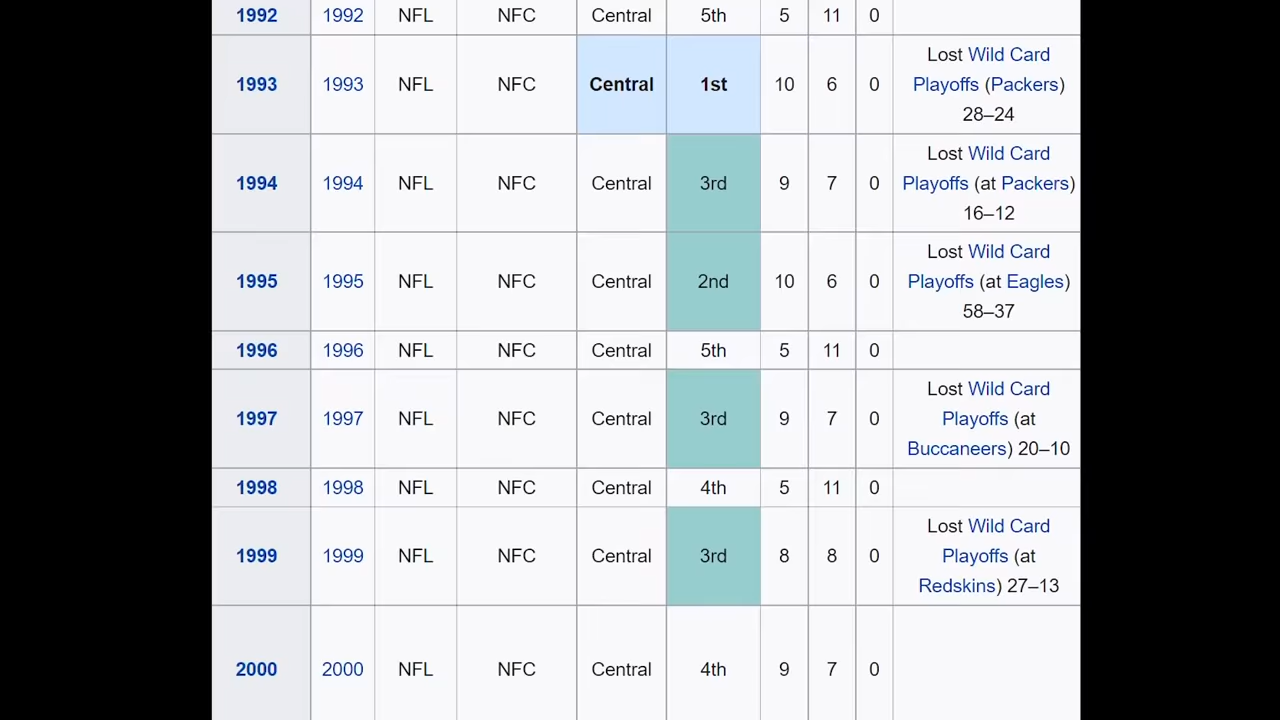 1992 1992 NFL NFC Central 5th 5 11 0
Lost Wild Card
1993 1993 NFL NFC Central 1st 10 6 0 Playoffs (Packers)
28–24
Lost Wild Card
1994 1994 NFL NFC Central 3rd 9 7 0 Playoffs (at Packers)
16–12
Lost Wild Card
1995 1995 NFL NFC Central 2nd 10 6 0 Playoffs (at Eagles)
58–37
1996 1996 NFL NFC Central 5th 5 11 0
Lost Wild Card
1997 1997 NFL NFC Central 3rd 9 7 0 Playoffs (at
Buccaneers) 20–10
1998 1998 NFL NFC Central 4th 5 11 0
Lost Wild Card
1999 1999 NFL NFC Central 3rd 8 8 0 Playoffs (at
Redskins) 27–13
2000 2000 NFL NFC Central 4th 9 7 0